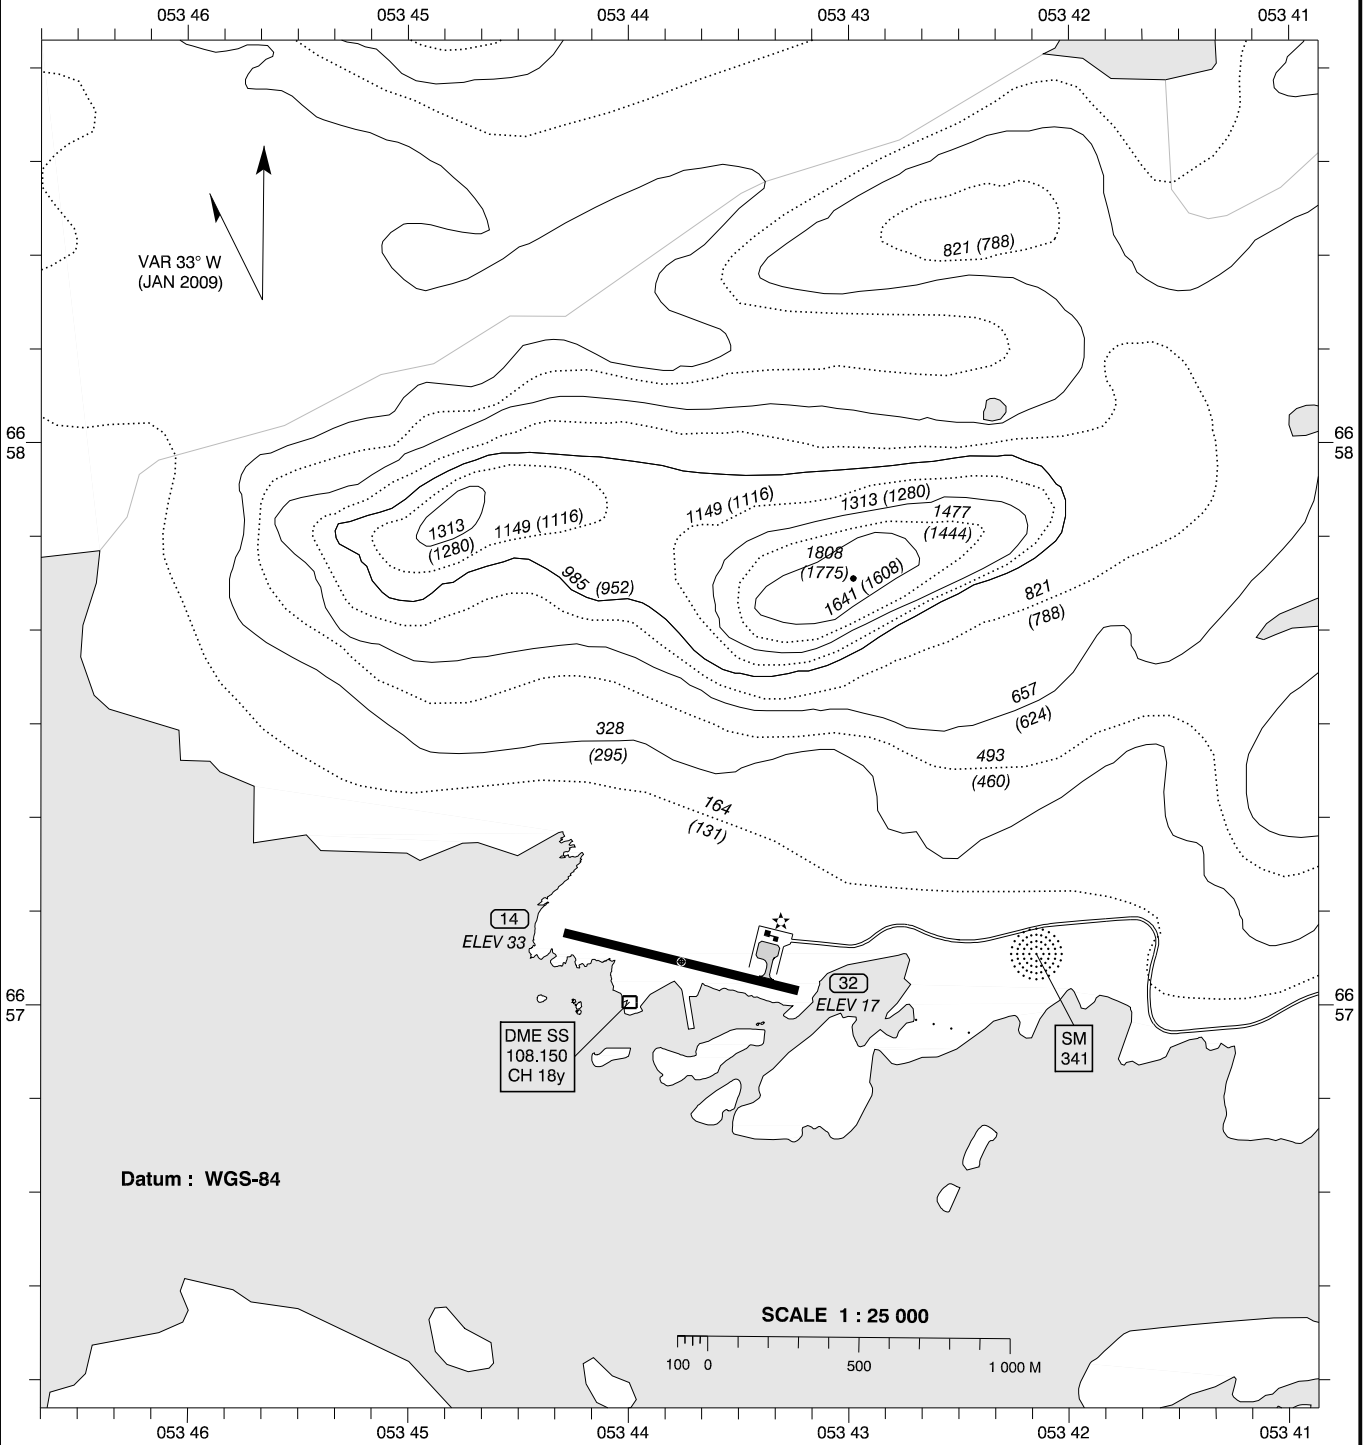 053 46 053 45 053 44 053 43 053 42 053 41
821 (788)
VAR 33° W
(JAN 2009)
66 66
58 58
1149 (1116) 1313 (1280)
1313 1149 (1116) 1477
(1280) (1444)
1808
(1775)
985 (952) 1641 (1608) 821
(788)
657
(624)
328
(295)
493
(460)
164
(131)
14
ELEV 33
32
ELEV 17
66 66
57 57
DME SS
108.150
CH 18y
SM
341
Datum : WGS-84
SCALE 1 : 25 000
100 0 500 1 000 M
053 46 053 45 053 44 053 43 053 42 053 41